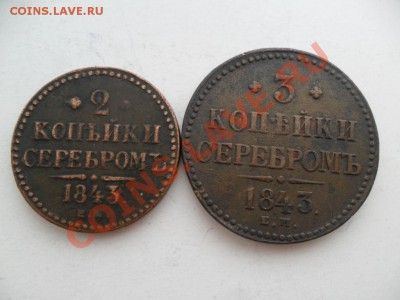 COINS.LAVE.RU
2
КОПѢЙКИ
СЕРЕБРОМЪ
1843.
Е.М.
3
КОПѢЙКИ
СЕРЕБРОМЪ
1843.
Е.М.
COINS.LAVE.RU